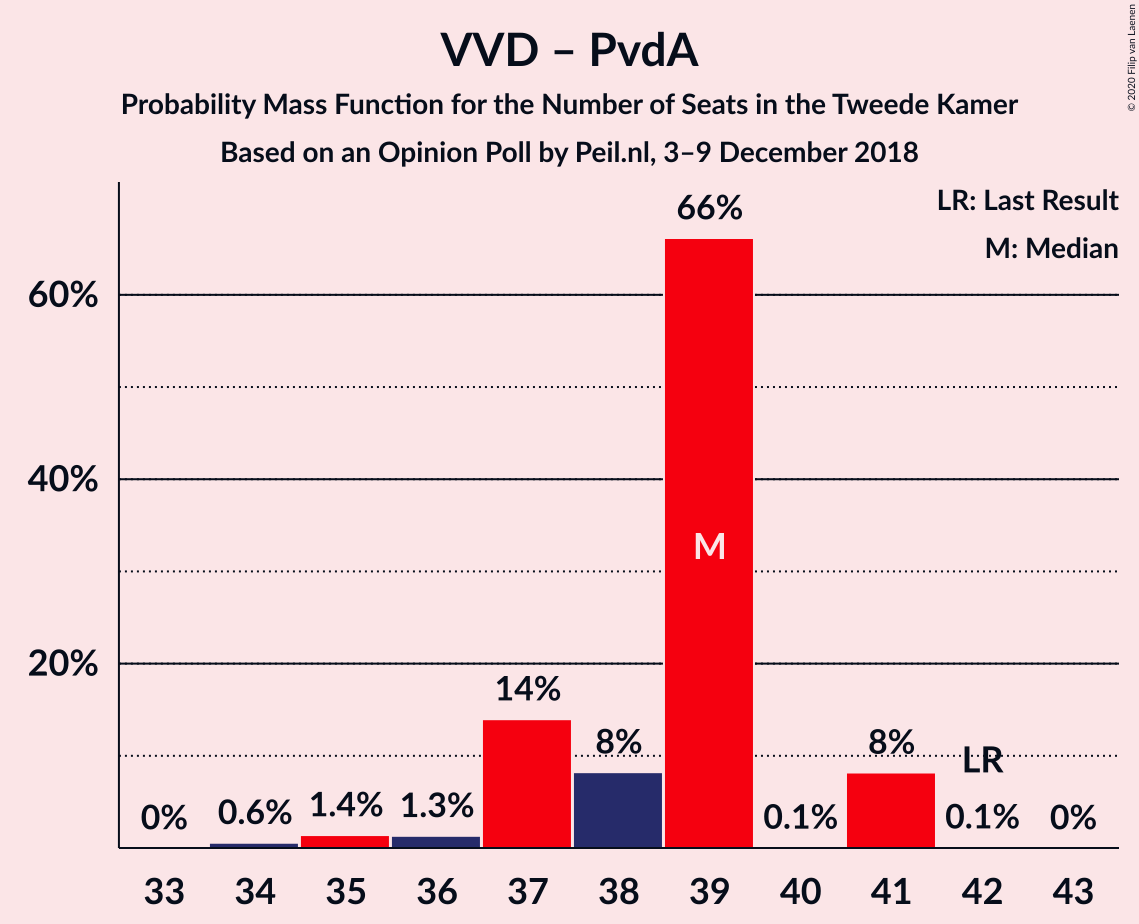 VVD – PvdA
Probability Mass Function for the Number of Seats in the Tweede Kamer
Based on an Opinion Poll by Peil.nl, 3–9 December 2018
© 2020 Filip van Laenen
LR: Last Result
M: Median
60%
40%
20%
0%
0.6%
1.4%
1.3%
14%
8%
66%
M
0.1%
8%
LR
0.1%
0%
33 34 35 36 37 38 39 40 41 42 43